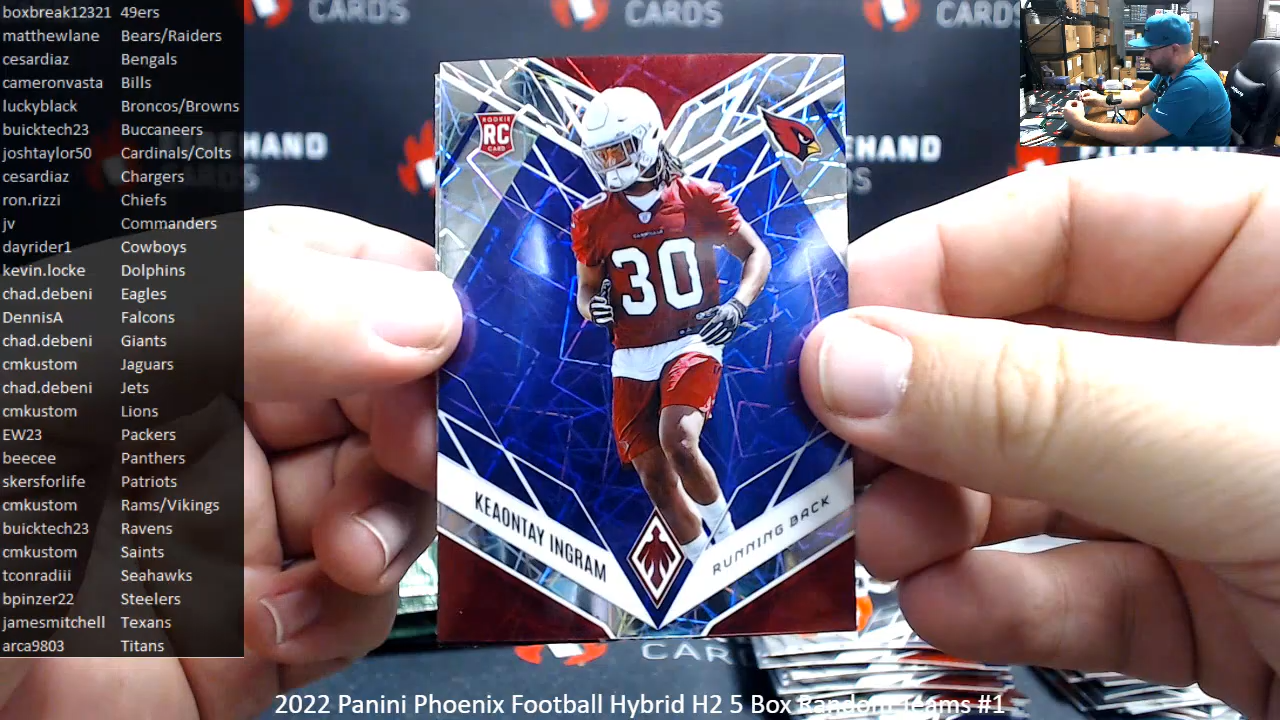 boxbreak12321 49ers
matthewlane Bears/Raiders
cesardiaz Bengals
cameronvasta Bills
luckyblack Broncos/Browns
buicktech23 Buccaneers
joshtaylor50 Cardinals/Colts
cesardiaz Chargers
ron.rizzi Chiefs
jv Commanders
dayrider1 Cowboys
kevin.locke Dolphins
chad.debeni Eagles
DennisA Falcons
chad.debeni Giants
cmkustom Jaguars
chad.debeni Jets
cmkustom Lions
EW23 Packers
beecee Panthers
skersforlife Patriots
cmkustom Rams/Vikings
buicktech23 Ravens
cmkustom Saints
tconradiii Seahawks
bpinzer22 Steelers
jamesmitchell Texans
arca9803 Titans
CARDS
CARDS
CARDS
HAND
HAND
ROOKIE
RC
CARD
30
30
KEAONTAY INGRAM
RUNNING BACK
CAR
2022 Panini Phoenix Football Hybrid H2 5 Box Random Teams #1